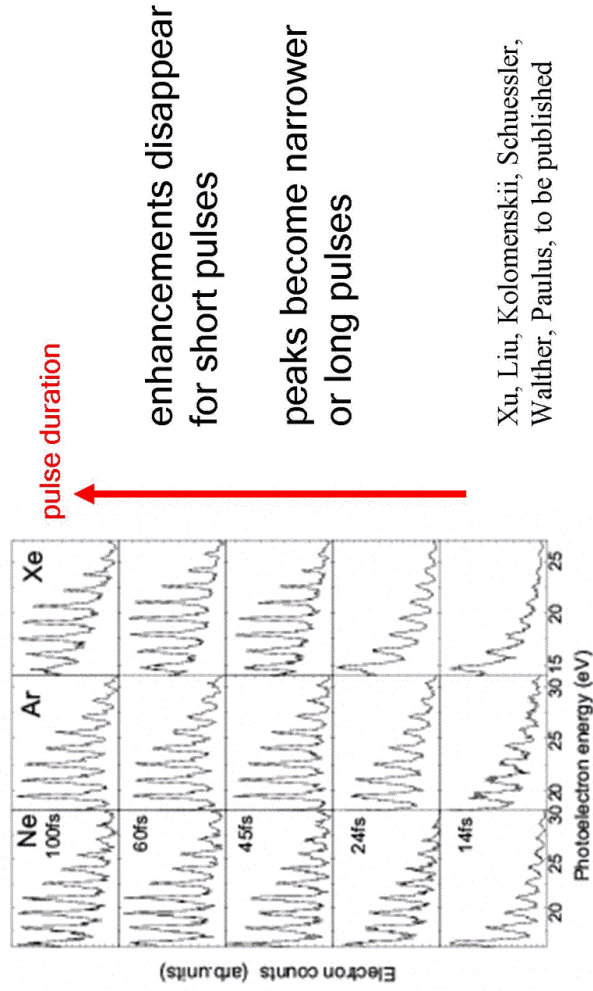 pulse duration
enhancements disappear
for short pulses
peaks become narrower
or long pulses
Xu, Liu, Kolomenskii, Schuessler,
Walther, Paulus, to be published
Ne Ar Xe
100fs
60fs
45fs
24fs
14fs
20 25 30 20 25 30 15 20 25
Photoelectron energy (eV)
Electron counts (arb.units)